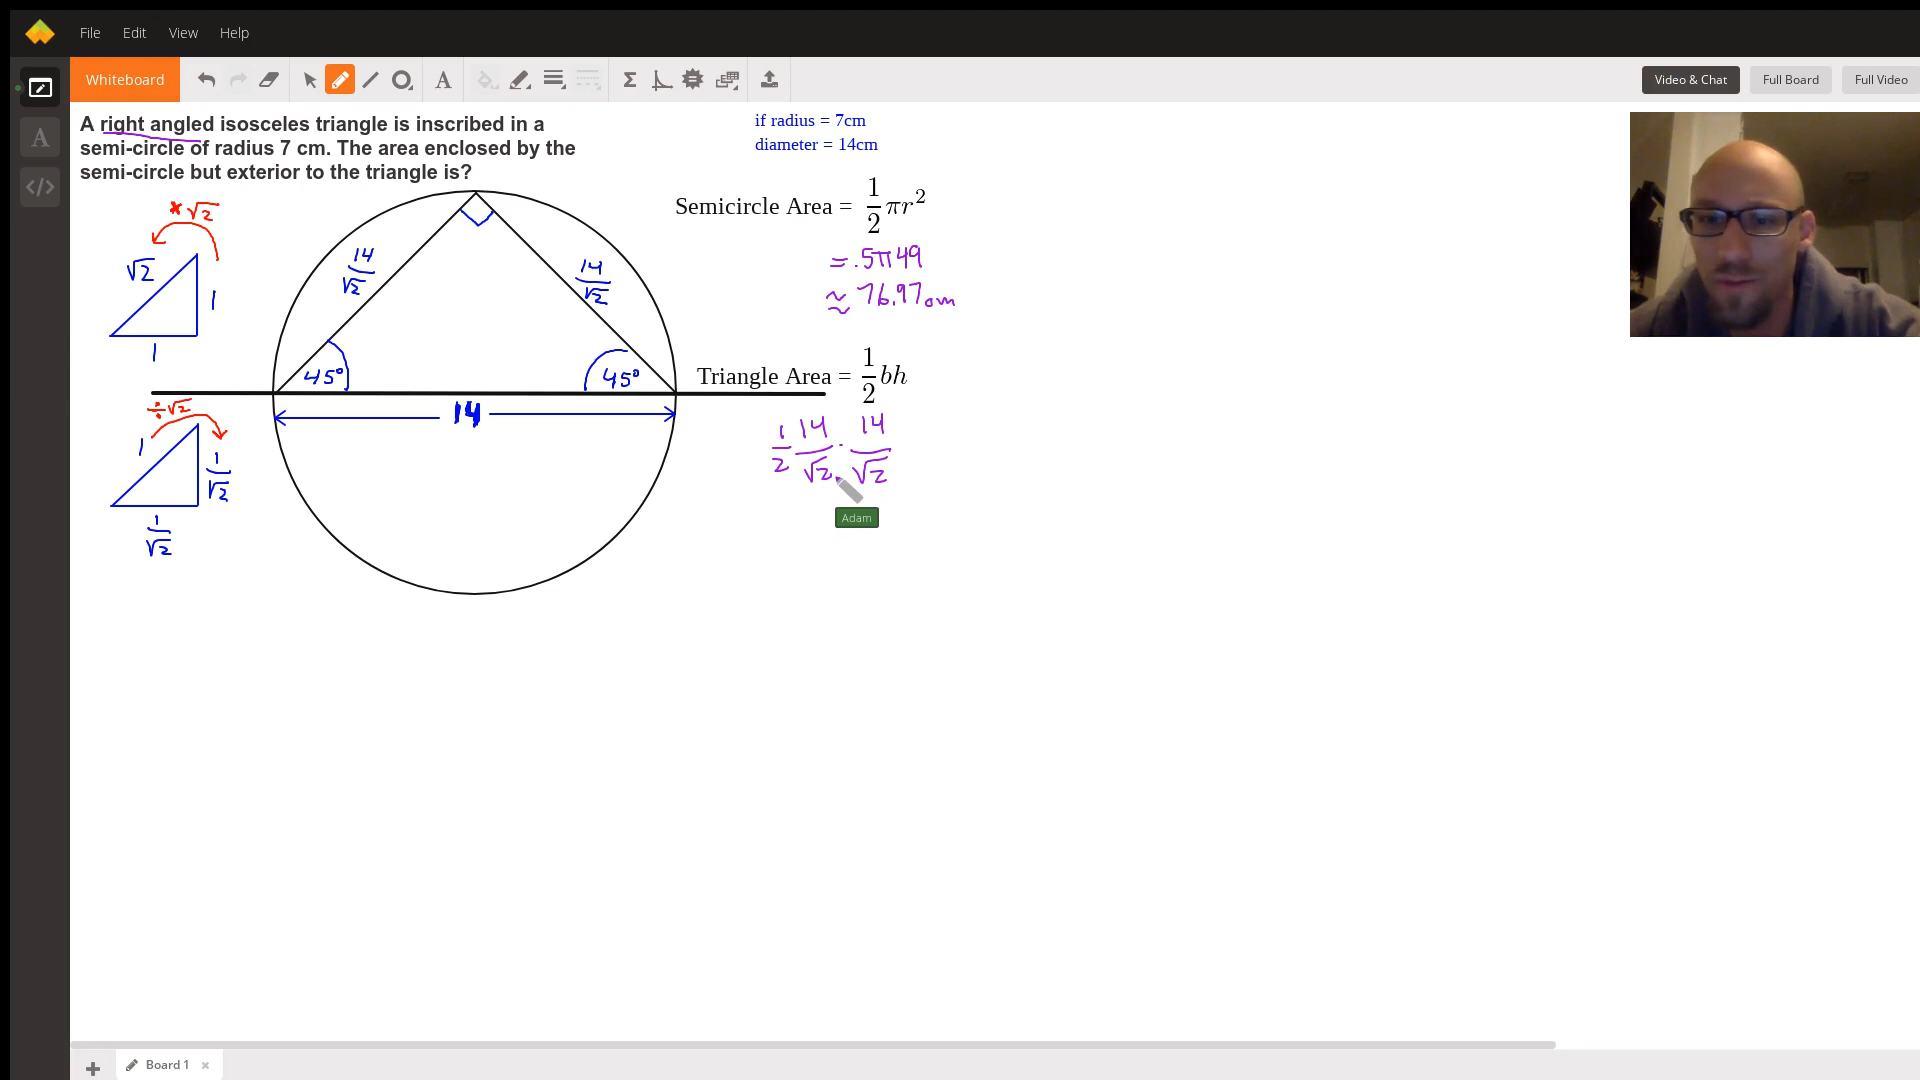 File Edit View Help
Whiteboard
Video & Chat Full Board Full Video
A right angled isosceles triangle is inscribed in a
semi-circle of radius 7 cm. The area enclosed by the
semi-circle but exterior to the triangle is?
if radius = 7cm
diameter = 14cm
Semicircle Area = 1/2 πr²
= .5π49
≈ 76.97cm
Triangle Area = 1/2 bh
1/2 14/√2 · 14/√2
Adam
*√2
√2
1
1
÷√2
1
1/√2
1/√2
14/√2
14/√2
45°
45°
14
Board 1